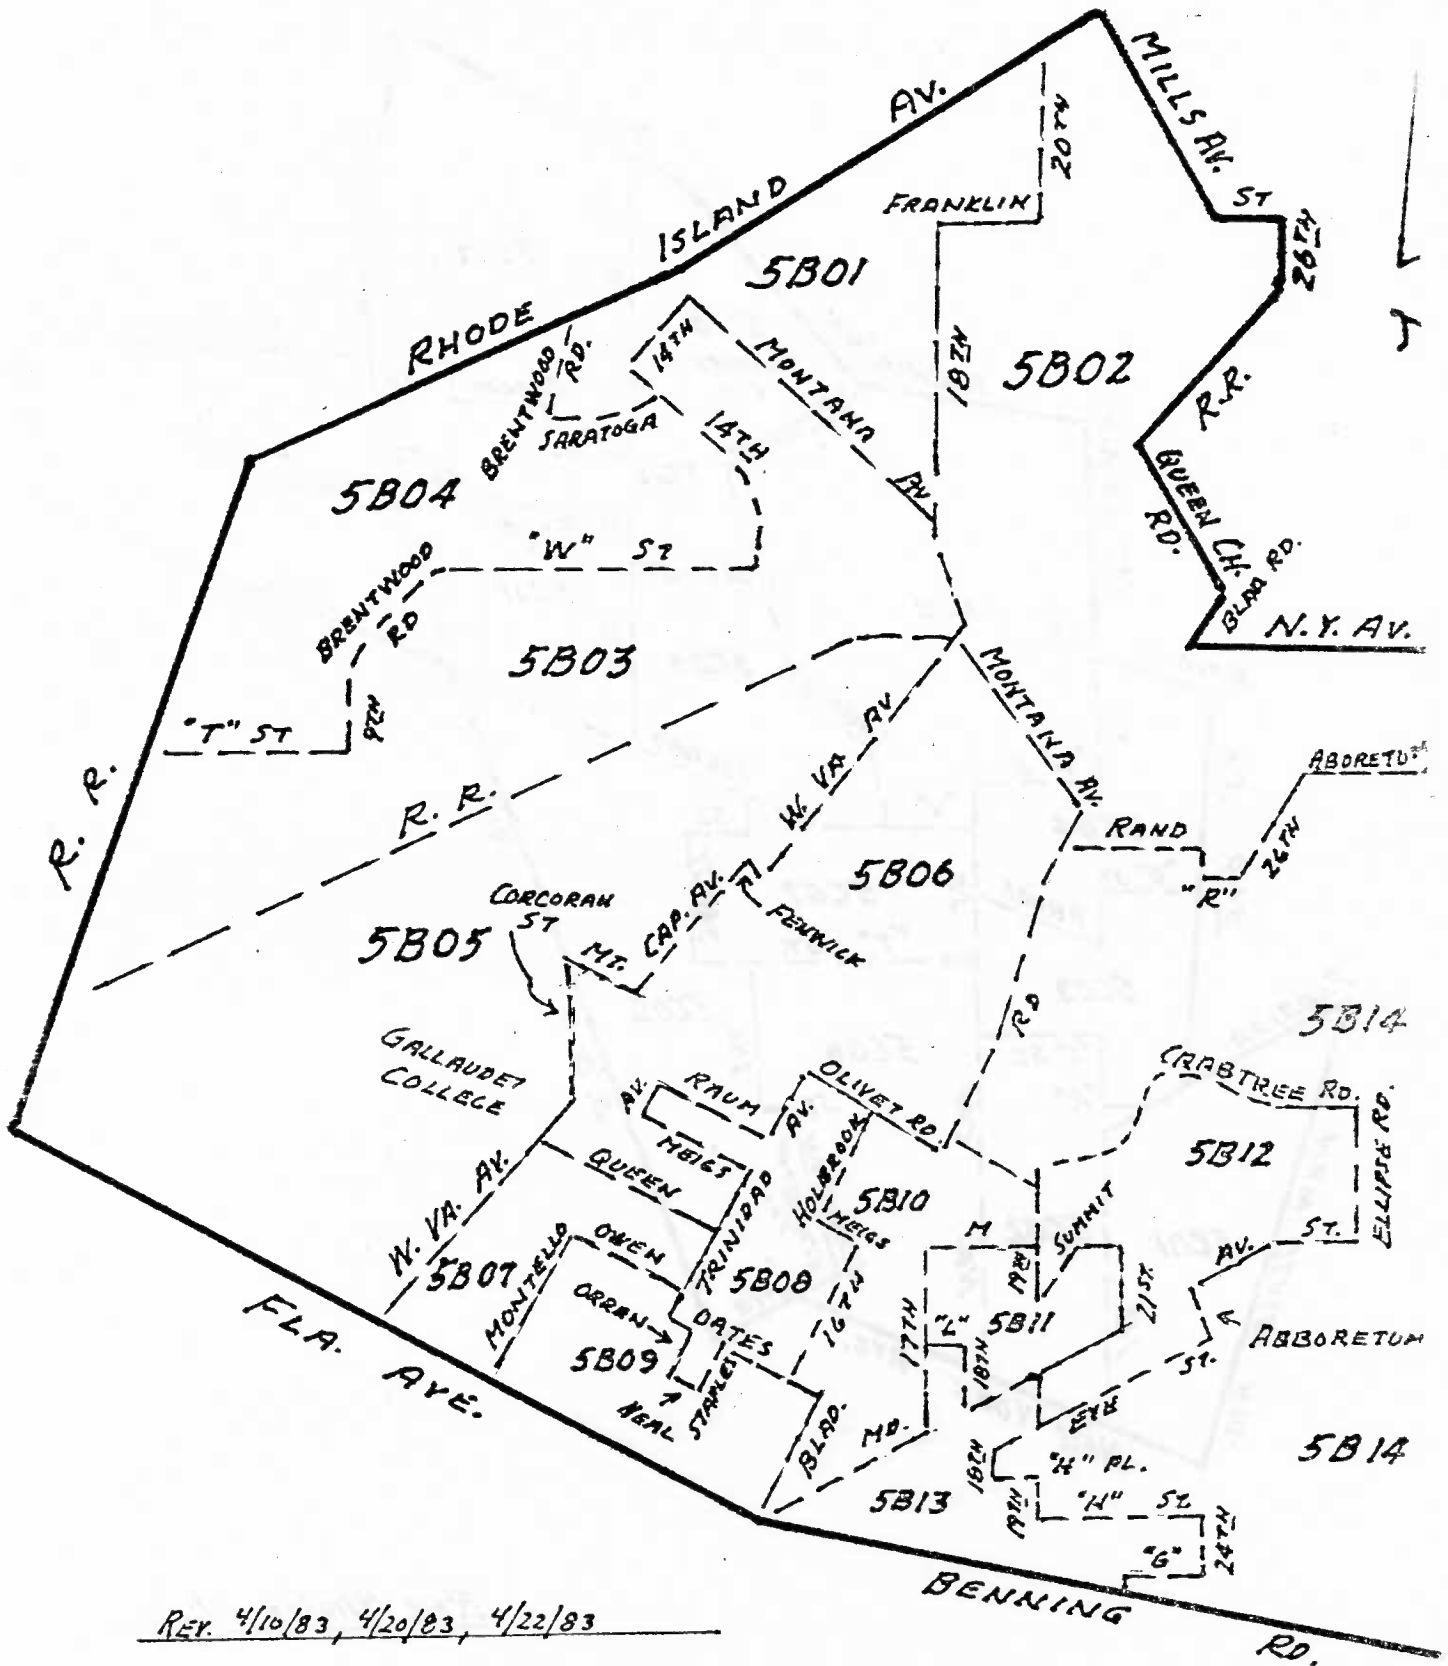 MILLS AV.
AV.
20TH
FRANKLIN
ST
26TH
ISLAND
5B01
RHODE
14TH
MONTANA
AV.
18TH
5B02
R.R.
BRENTWOOD
RD.
SARATOGA
14TH
5B04
"W" ST
QUEEN CH.
RD.
BLAD RD.
N.Y. AV.
BRENTWOOD
RD
5B03
"T" ST
9TH
MONTANA AV.
W. VA AV
ABORETUM
R. R.
R. R.
RAND
"R"
26TH
5B06
CORCORAN
ST
5B05
MT.
CAP. AV.
FENWICK
RD
5B14
GALLAUDET
COLLEGE
AV.
RAUM
AV.
OLIVET RD.
CRABTREE RD.
MEIGS
QUEEN
HOLBROOK
5B10
5B12
ELLIPSE RD.
W. VA. AV.
TRINIDAD
MEIGS
M
SUMMIT
AV.
ST.
MONTELLO
OWEN
5B07
5B08
16TH
19TH
21ST.
ORREN
OATES
17TH
"L"
5B11
ARBORETUM
FLA.
AVE.
5B09
18TH
ST.
NEAL
STAPLES
BLAD.
MD.
EYE
5B14
18TH
"H" PL.
5B13
19TH
"H" ST
24TH
"G"
BENNING
RD.
REV. 4/10/83, 4/20/83, 4/22/83